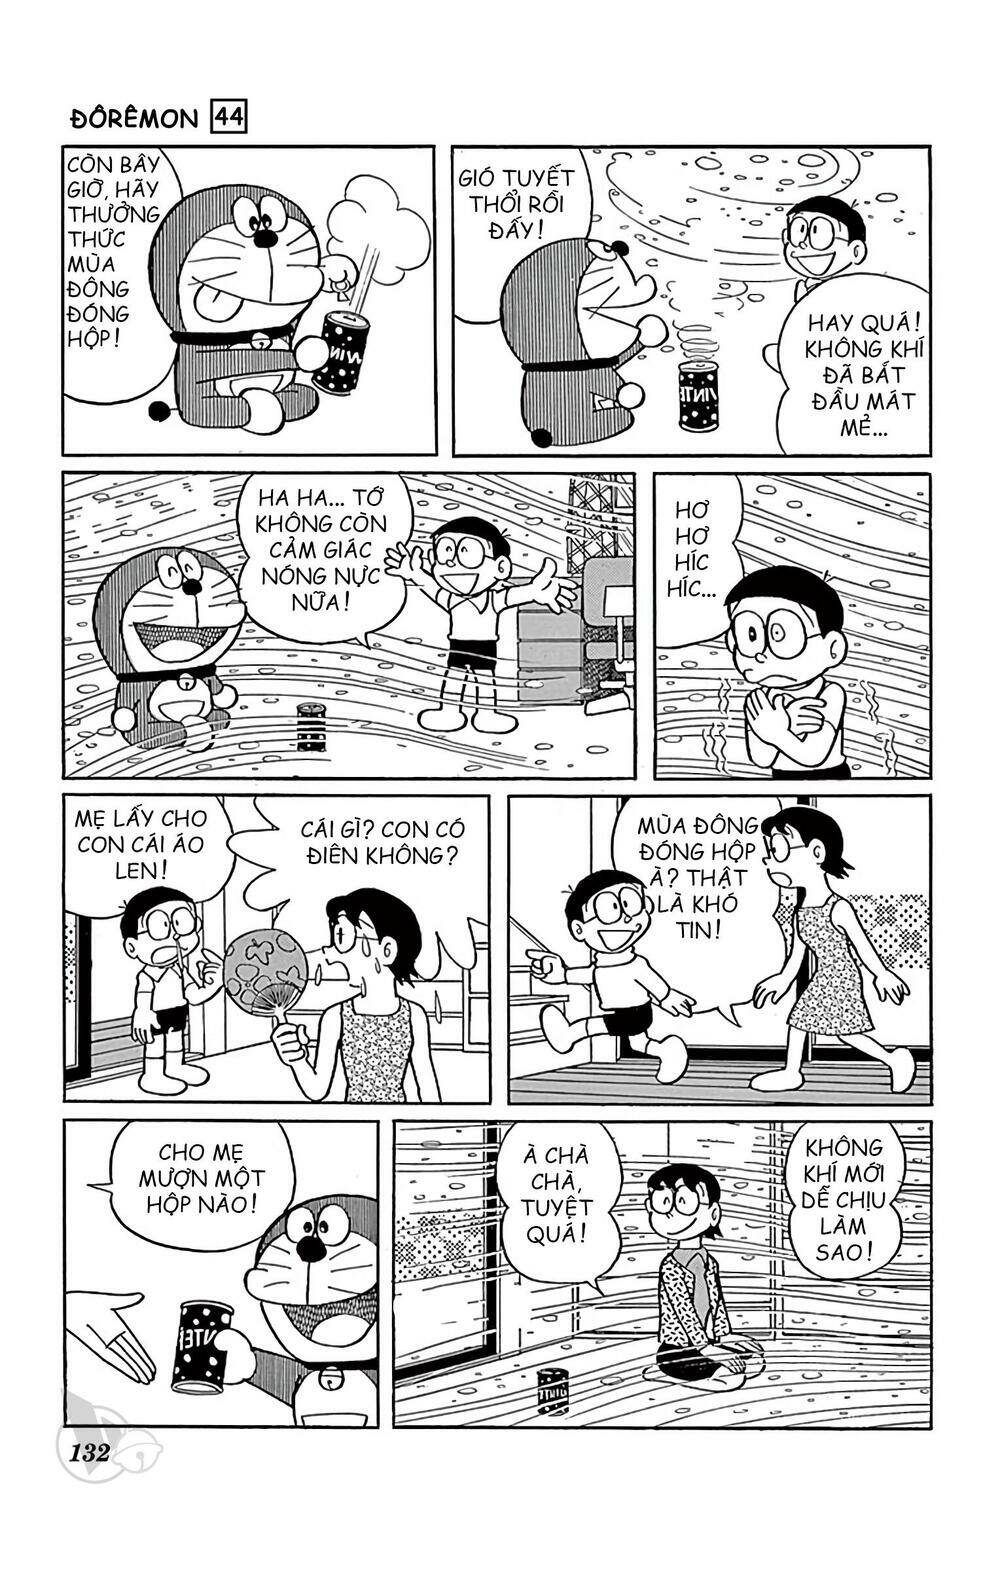 ĐÔRÊMON 44
CÒN BÂY
GIỜ, HÃY
THƯỞNG
THỨC
MÙA
ĐÔNG
ĐÓNG
HỘP!
WIN
GIÓ TUYẾT
THỔI RỒI
ĐẤY!
HAY QUÁ!
KHÔNG KHÍ
ĐÃ BẮT
ĐẦU MÁT
MẺ...
INTE
HA HA... TỚ
KHÔNG CÒN
CẢM GIÁC
NÓNG NỰC
NỮA!
HƠ
HƠ
HÍC
HÍC...
MẸ LẤY CHO
CON CÁI ÁO
LEN!
CÁI GÌ? CON CÓ
ĐIÊN KHÔNG?
MÙA ĐÔNG
ĐÓNG HỘP
À? THẬT
LÀ KHÓ
TIN!
CHO MẸ
MƯỢN MỘT
HỘP NÀO!
NTE
À CHÀ
CHÀ,
TUYỆT
QUÁ!
KHÔNG
KHÍ MỚI
DỄ CHỊU
LÀM
SAO!
WINT
132